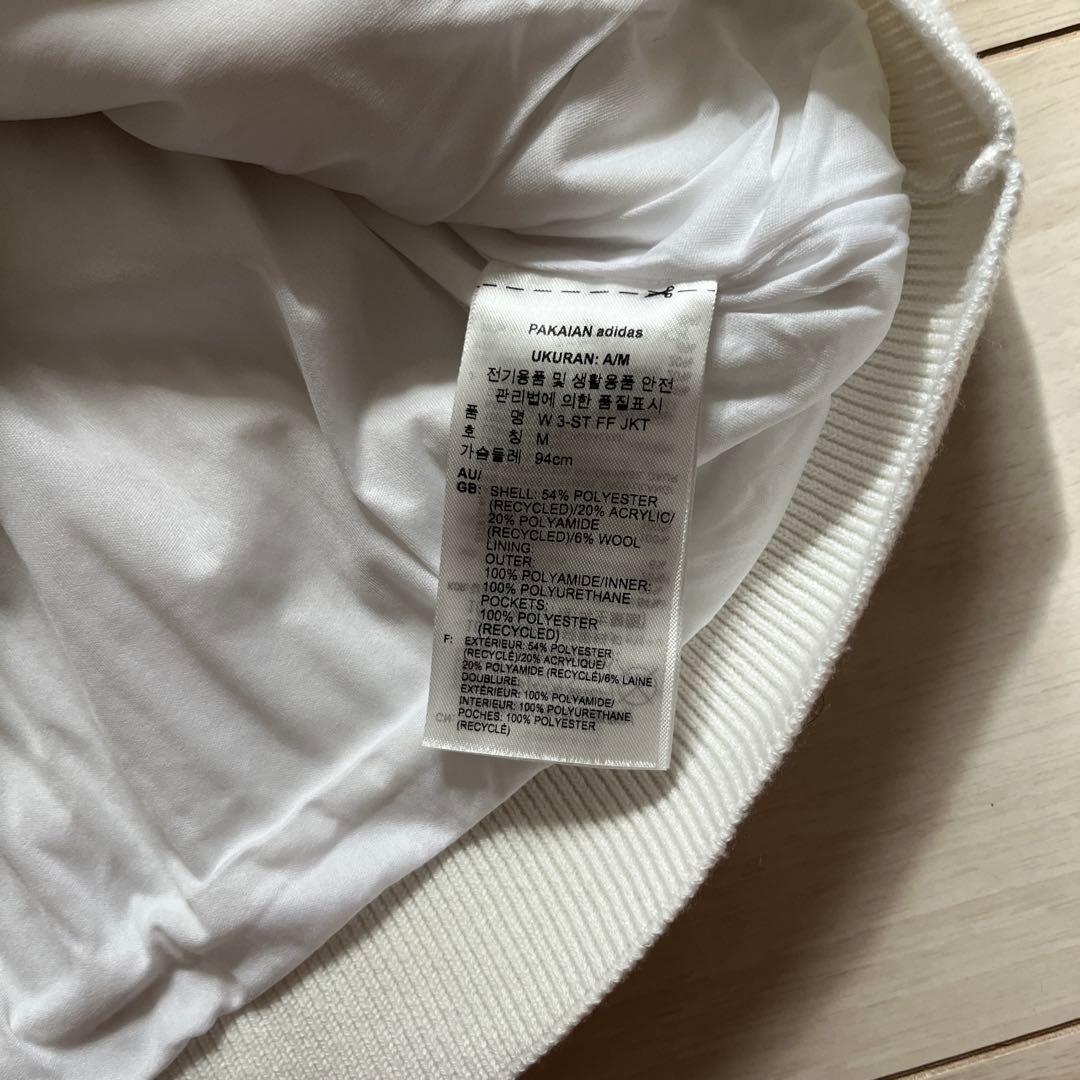 PAKAIAN adidas
UKURAN: A/M
전기용품 및 생활용품 안전
관리법에 의한 품질표시
품 명 W 3-ST FF JKT
호 칭 M
가슴둘레 94cm
AU/
GB: SHELL: 54% POLYESTER
(RECYCLED)/20% ACRYLIC/
20% POLYAMIDE
(RECYCLED)/6% WOOL
LINING:
OUTER:
100% POLYAMIDE/INNER:
100% POLYURETHANE
POCKETS:
100% POLYESTER
(RECYCLED)
F: EXTÉRIEUR: 54% POLYESTER
(RECYCLÉ)/20% ACRYLIQUE/
20% POLYAMIDE (RECYCLÉ)/6% LAINE
DOUBLURE:
EXTÉRIEUR: 100% POLYAMIDE/
INTERIEUR: 100% POLYURETHANE
POCHES: 100% POLYESTER
(RECYCLÉ)